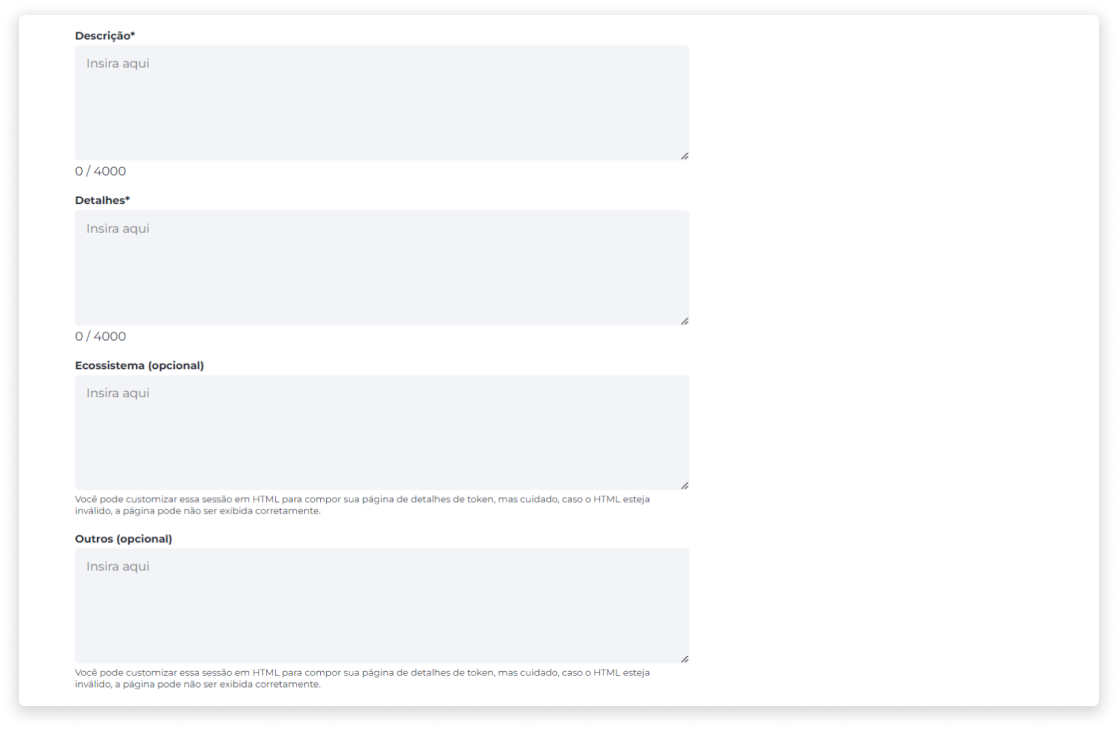 Descrição*
Insira aqui
0 / 4000
Detalhes*
Insira aqui
0 / 4000
Ecossistema (opcional)
Insira aqui
Você pode customizar essa sessão em HTML para compor sua página de detalhes de token, mas cuidado, caso o HTML esteja
inválido, a página pode não ser exibida corretamente.
Outros (opcional)
Insira aqui
Você pode customizar essa sessão em HTML para compor sua página de detalhes de token, mas cuidado, caso o HTML esteja
inválido, a página pode não ser exibida corretamente.